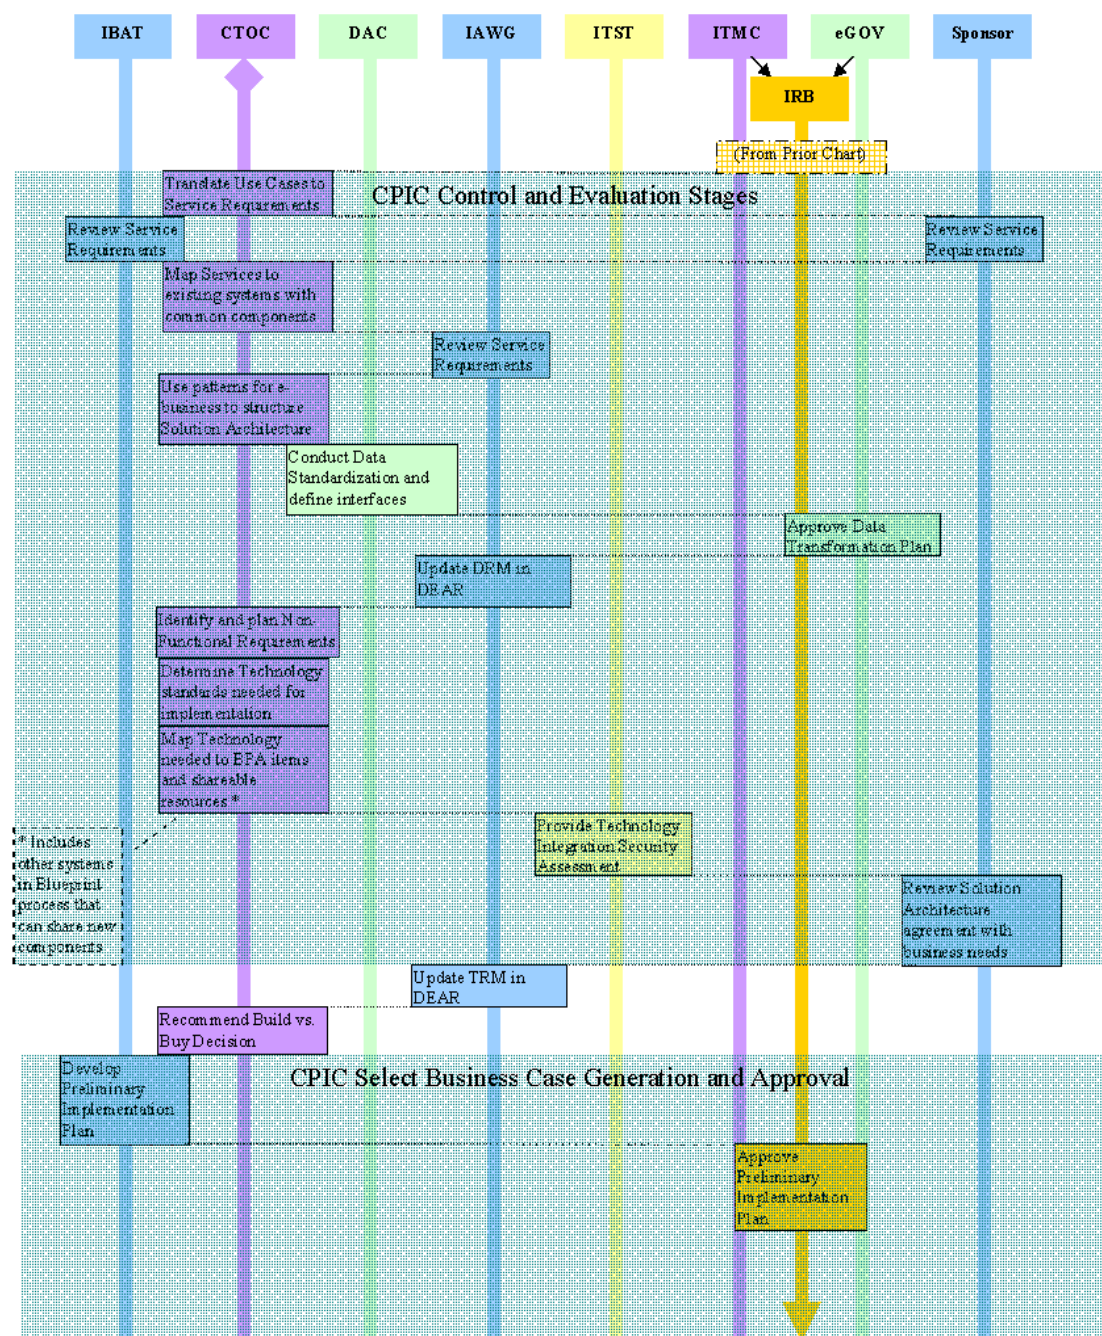 IBAT CTOC DAC IAWG ITST ITMC eGOV Sponsor
IRB
(From Prior Chart)
Translate Use Cases to
Service Requirements
CPIC Control and Evaluation Stages
Review Service
Requirements
Review Service
Requirements
Map Services to
existing systems with
common components
Review Service
Requirements
Use patterns for e-
business to structure
Solution Architecture
Conduct Data
Standardization and
define interfaces
Approve Data
Transformation Plan
Update DRM in
DEAR
Identify and plan Non-
Functional Requirements
Determine Technology
standards needed for
implementation
Map Technology
needed to BPA items
and shareable
resources *
Provide Technology
Integration Security
Assessment
* Includes
other systems
in Blueprint
process that
can share new
components
Review Solution
Architecture
agreement with
business needs
Update TRM in
DEAR
Recommend Build vs.
Buy Decision
CPIC Select Business Case Generation and Approval
Develop
Preliminary
Implementation
Plan
Approve
Preliminary
Implementation
Plan